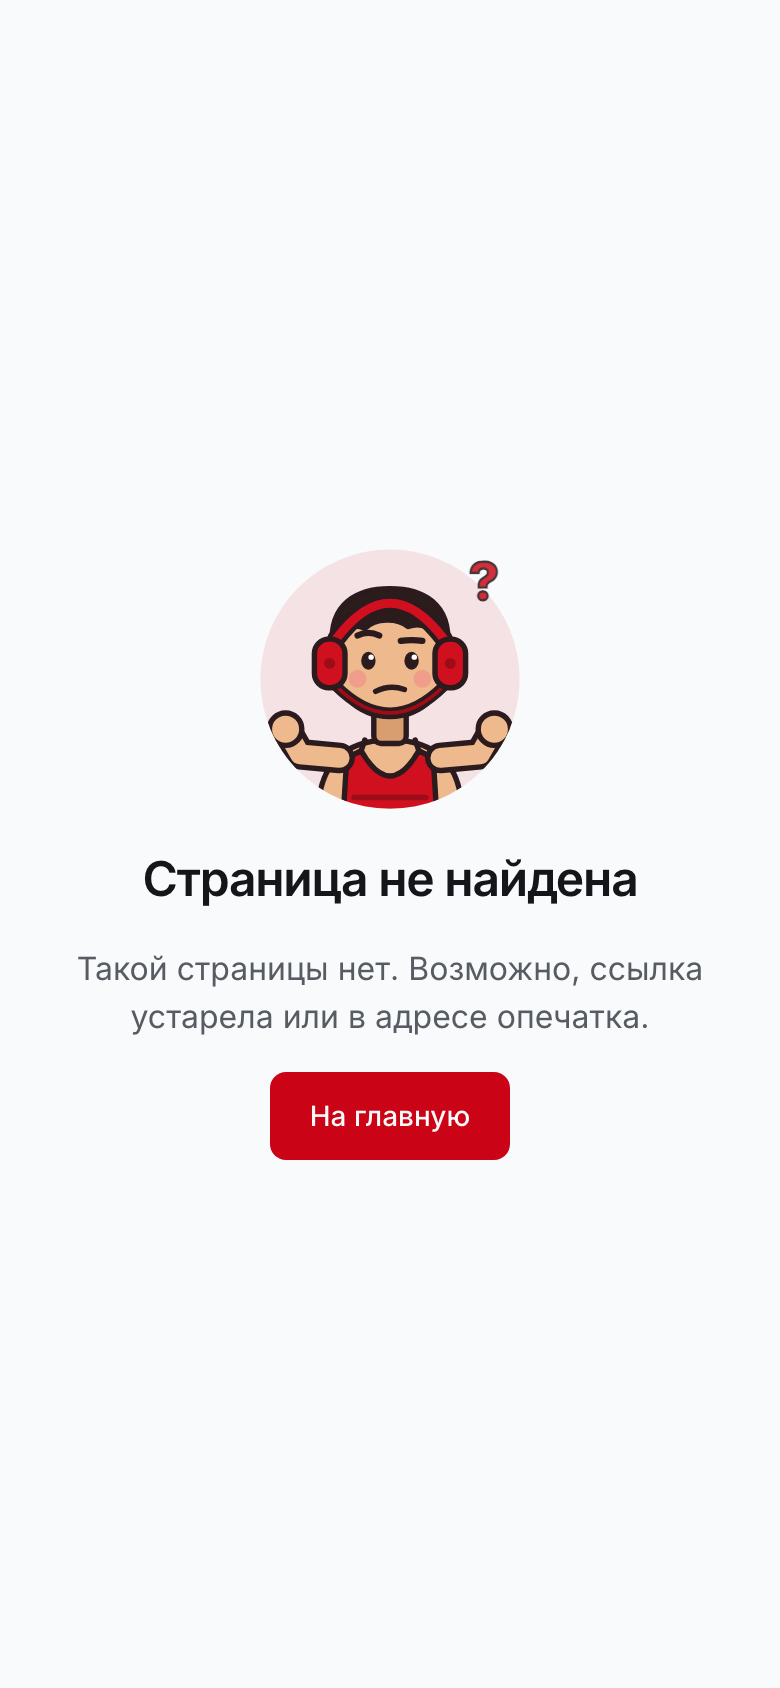 ?
Страница не найдена
Такой страницы нет. Возможно, ссылка
устарела или в адресе опечатка.
На главную